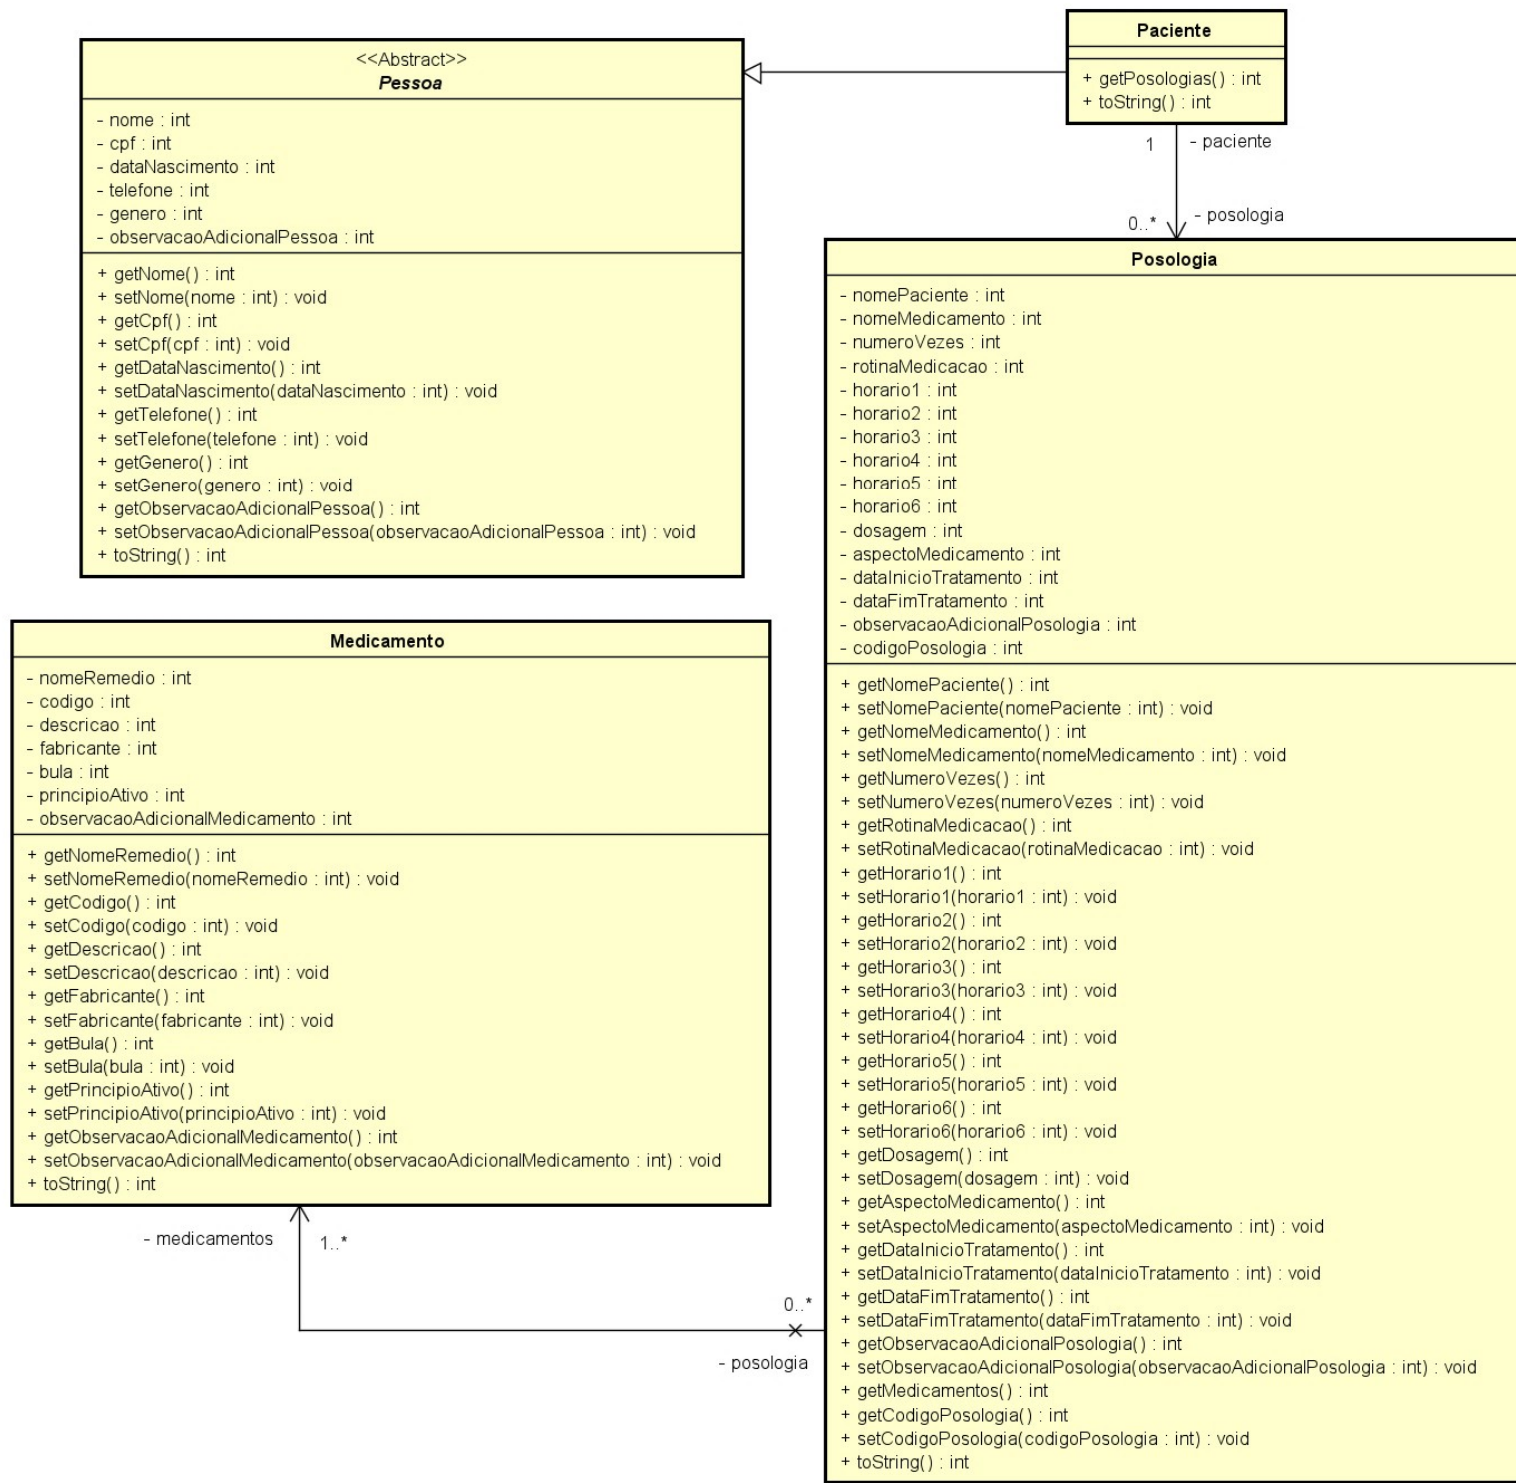 <<Abstract>>
Pessoa
- nome : int
- cpf : int
- dataNascimento : int
- telefone : int
- genero : int
- observacaoAdicionalPessoa : int
+ getNome() : int
+ setNome(nome : int) : void
+ getCpf() : int
+ setCpf(cpf : int) : void
+ getDataNascimento() : int
+ setDataNascimento(dataNascimento : int) : void
+ getTelefone() : int
+ setTelefone(telefone : int) : void
+ getGenero() : int
+ setGenero(genero : int) : void
+ getObservacaoAdicionalPessoa() : int
+ setObservacaoAdicionalPessoa(observacaoAdicionalPessoa : int) : void
+ toString() : int
Paciente
+ getPosologias() : int
+ toString() : int
1
- paciente
0..*
- posologia
Posologia
- nomePaciente : int
- nomeMedicamento : int
- numeroVezes : int
- rotinaMedicacao : int
- horario1 : int
- horario2 : int
- horario3 : int
- horario4 : int
- horario5 : int
- horario6 : int
- dosagem : int
- aspectoMedicamento : int
- dataInicioTratamento : int
- dataFimTratamento : int
- observacaoAdicionalPosologia : int
- codigoPosologia : int
+ getNomePaciente() : int
+ setNomePaciente(nomePaciente : int) : void
+ getNomeMedicamento() : int
+ setNomeMedicamento(nomeMedicamento : int) : void
+ getNumeroVezes() : int
+ setNumeroVezes(numeroVezes : int) : void
+ getRotinaMedicacao() : int
+ setRotinaMedicacao(rotinaMedicacao : int) : void
+ getHorario1() : int
+ setHorario1(horario1 : int) : void
+ getHorario2() : int
+ setHorario2(horario2 : int) : void
+ getHorario3() : int
+ setHorario3(horario3 : int) : void
+ getHorario4() : int
+ setHorario4(horario4 : int) : void
+ getHorario5() : int
+ setHorario5(horario5 : int) : void
+ getHorario6() : int
+ setHorario6(horario6 : int) : void
+ getDosagem() : int
+ setDosagem(dosagem : int) : void
+ getAspectoMedicamento() : int
+ setAspectoMedicamento(aspectoMedicamento : int) : void
+ getDataInicioTratamento() : int
+ setDataInicioTratamento(dataInicioTratamento : int) : void
+ getDataFimTratamento() : int
+ setDataFimTratamento(dataFimTratamento : int) : void
+ getObservacaoAdicionalPosologia() : int
+ setObservacaoAdicionalPosologia(observacaoAdicionalPosologia : int) : void
+ getMedicamentos() : int
+ getCodigoPosologia() : int
+ setCodigoPosologia(codigoPosologia : int) : void
+ toString() : int
Medicamento
- nomeRemedio : int
- codigo : int
- descricao : int
- fabricante : int
- bula : int
- principioAtivo : int
- observacaoAdicionalMedicamento : int
+ getNomeRemedio() : int
+ setNomeRemedio(nomeRemedio : int) : void
+ getCodigo() : int
+ setCodigo(codigo : int) : void
+ getDescricao() : int
+ setDescricao(descricao : int) : void
+ getFabricante() : int
+ setFabricante(fabricante : int) : void
+ getBula() : int
+ setBula(bula : int) : void
+ getPrincipioAtivo() : int
+ setPrincipioAtivo(principioAtivo : int) : void
+ getObservacaoAdicionalMedicamento() : int
+ setObservacaoAdicionalMedicamento(observacaoAdicionalMedicamento : int) : void
+ toString() : int
- medicamentos
1..*
0..*
- posologia